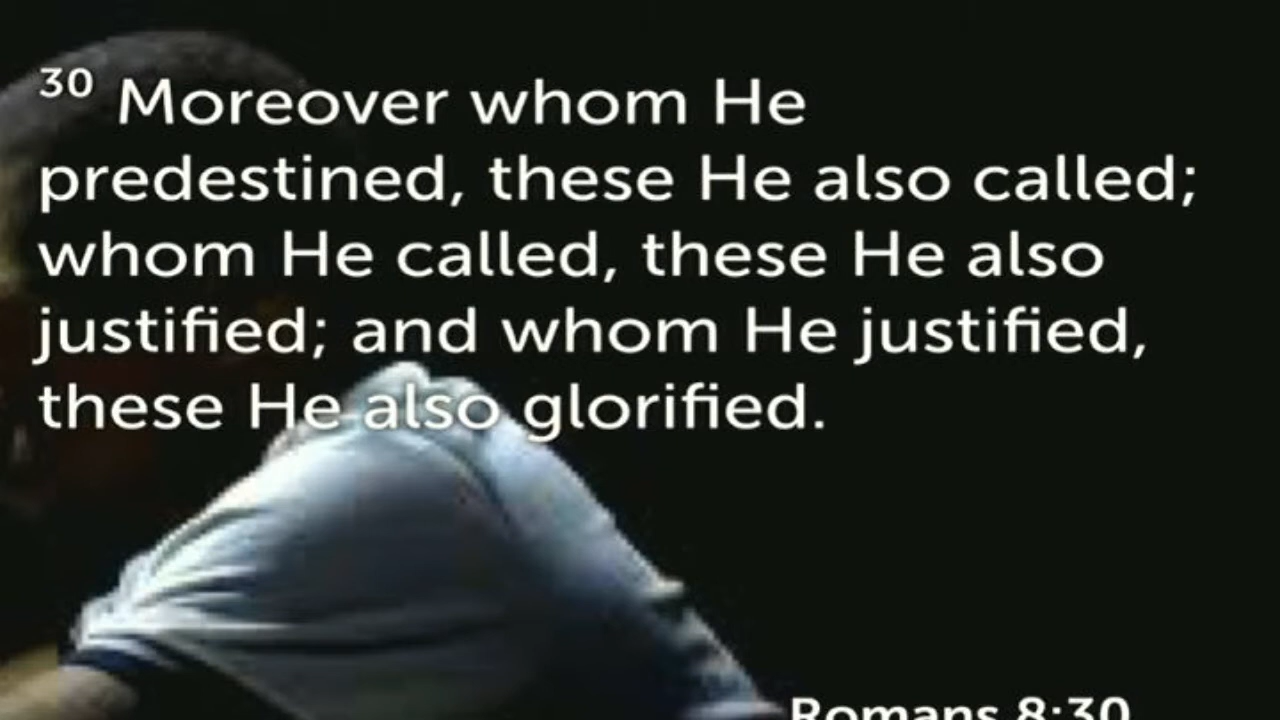 30 Moreover whom He
predestined, these He also called;
whom He called, these He also
justified; and whom He justified,
these He also glorified.
Romans 8:30